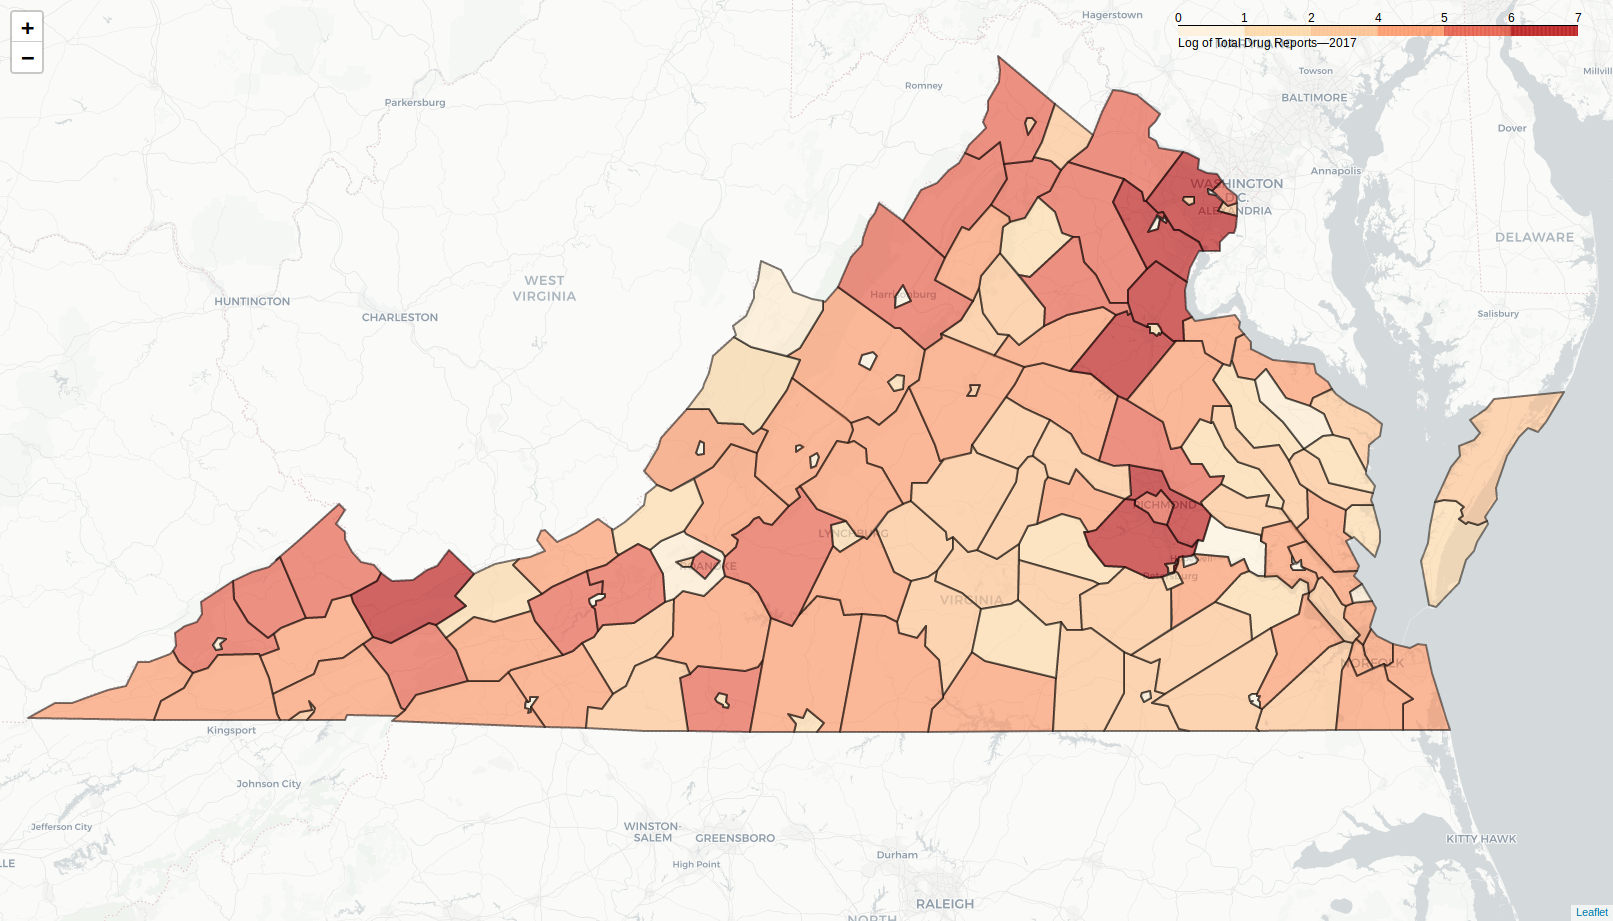 +
−
0 1 2 4 5 6 7
Log of Total Drug Reports—2017
Hagerstown
Towson
Millvill
Romney
BALTIMORE
Parkersburg
Dover
Annapolis
WASHINGTON
D.C.
ALEXANDRIA
DELAWARE
WEST
VIRGINIA
HUNTINGTON
Harrisonburg
CHARLESTON
Salisbury
RICHMOND
LYNCHBURG
ROANOKE
Petersburg
VIRGINIA
NORFOLK
Kingsport
Johnson City
Jefferson City
WINSTON-
SALEM
GREENSBORO
KITTY HAWK
Durham
High Point
LLE
RALEIGH
NORTH
Leaflet